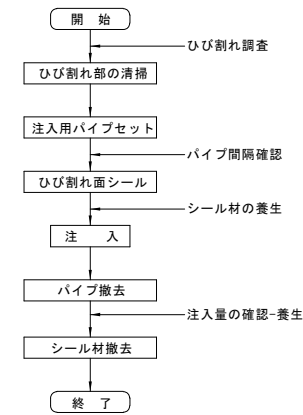 開 始
ひび割れ調査
ひび割れ部の清掃
注入用パイプセット
パイプ間隔確認
ひび割れ面シール
シール材の養生
注 入
パイプ撤去
注入量の確認-養生
シール材撤去
終 了